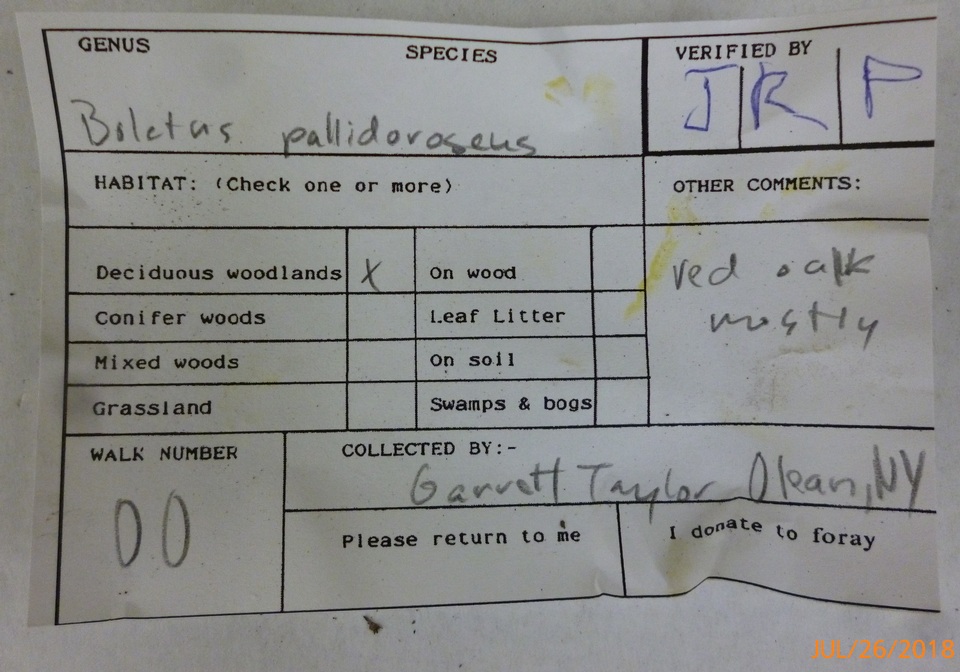 GENUS SPECIES VERIFIED BY
Boletus pallidoroseus J R P
HABITAT: (Check one or more) OTHER COMMENTS:
Deciduous woodlands X On wood
red oalk
Conifer woods Leaf Litter
mostly
Mixed woods On soil
Grassland Swamps & bogs
WALK NUMBER COLLECTED BY:-
00 Garrett Taylor Olean, NY
Please return to me I donate to foray
JUL/26/2018